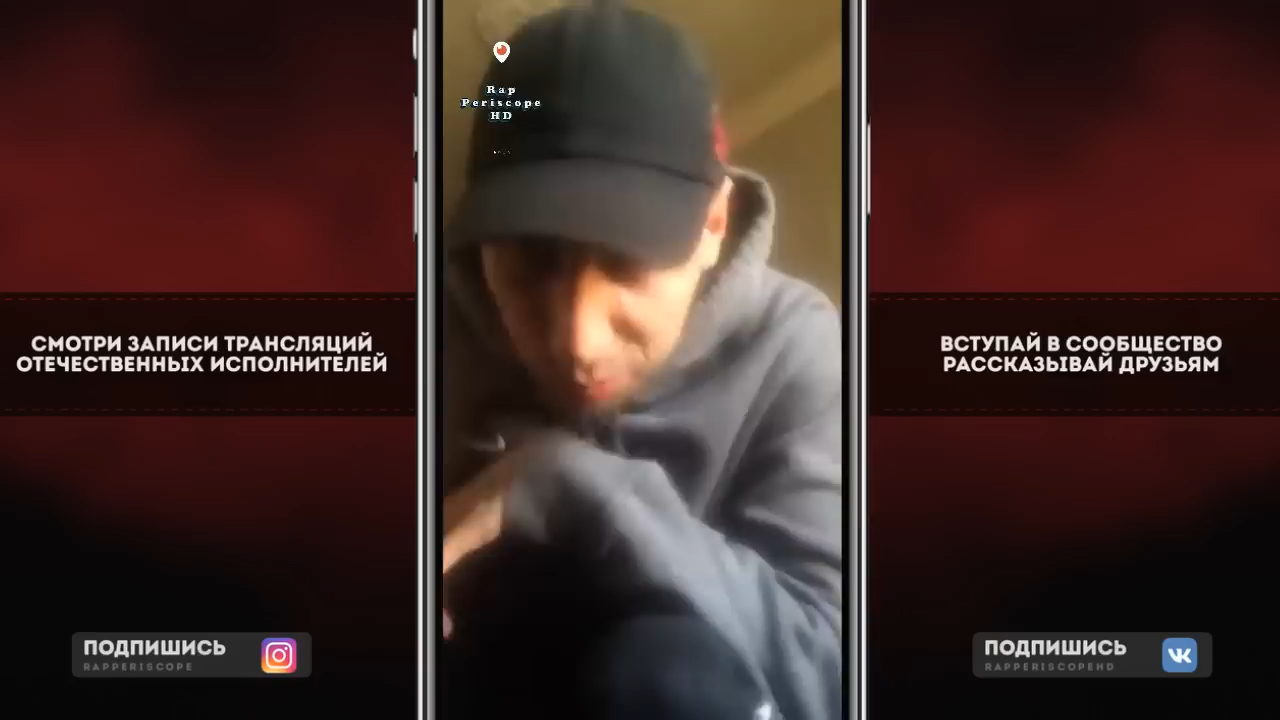 Rap
Periscope
HD
СМОТРИ ЗАПИСИ ТРАНСЛЯЦИЙ
ОТЕЧЕСТВЕННЫХ ИСПОЛНИТЕЛЕЙ
ВСТУПАЙ В СООБЩЕСТВО
РАССКАЗЫВАЙ ДРУЗЬЯМ
ПОДПИШИСЬ
RAPPERISCOPE
ПОДПИШИСЬ
RAPPERISCOPEHD